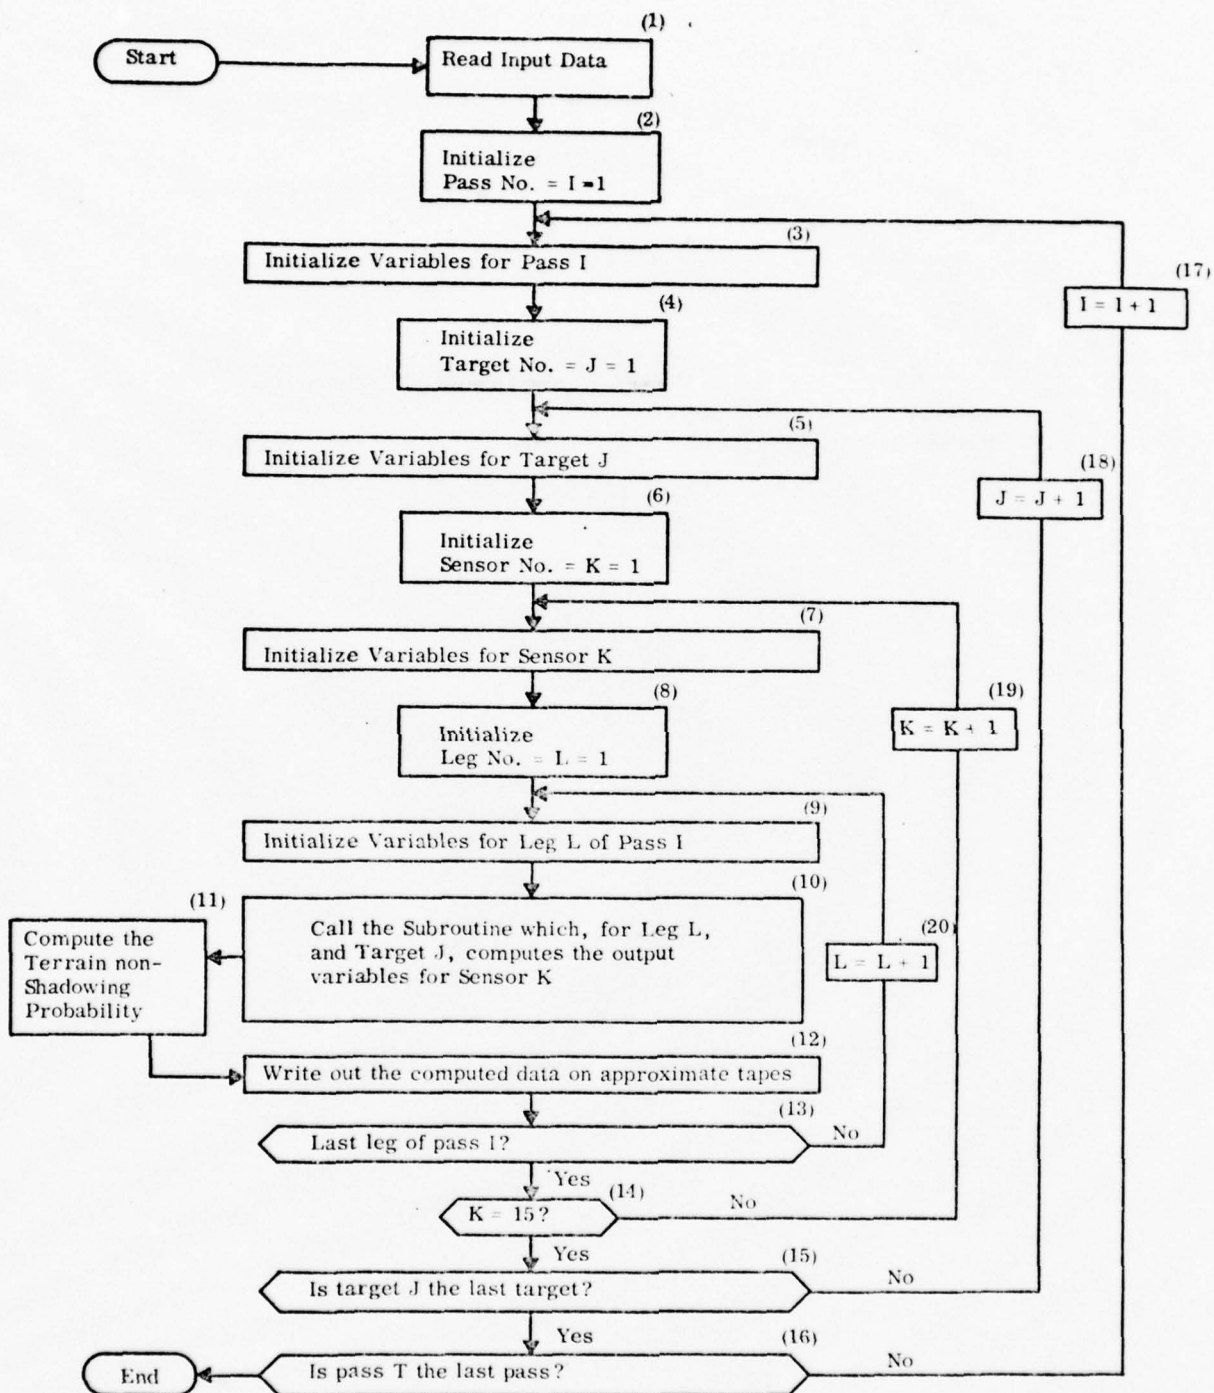 (1)
Start
Read Input Data
(2)
Initialize
Pass No. = I = 1
(3)
Initialize Variables for Pass I
(17)
I = I + 1
(4)
Initialize
Target No. = J = 1
(5)
Initialize Variables for Target J
(18)
J = J + 1
(6)
Initialize
Sensor No. = K = 1
(7)
Initialize Variables for Sensor K
(19)
K = K + 1
(8)
Initialize
Leg No. = L = 1
(9)
Initialize Variables for Leg L of Pass I
(10)
Call the Subroutine which, for Leg L,
and Target J, computes the output
variables for Sensor K
(20)
L = L + 1
(11)
Compute the
Terrain non-
Shadowing
Probability
(12)
Write out the computed data on approximate tapes
(13)
Last leg of pass I?
No
Yes
(14)
K = 15?
No
Yes
(15)
Is target J the last target?
No
Yes
(16)
Is pass T the last pass?
No
End